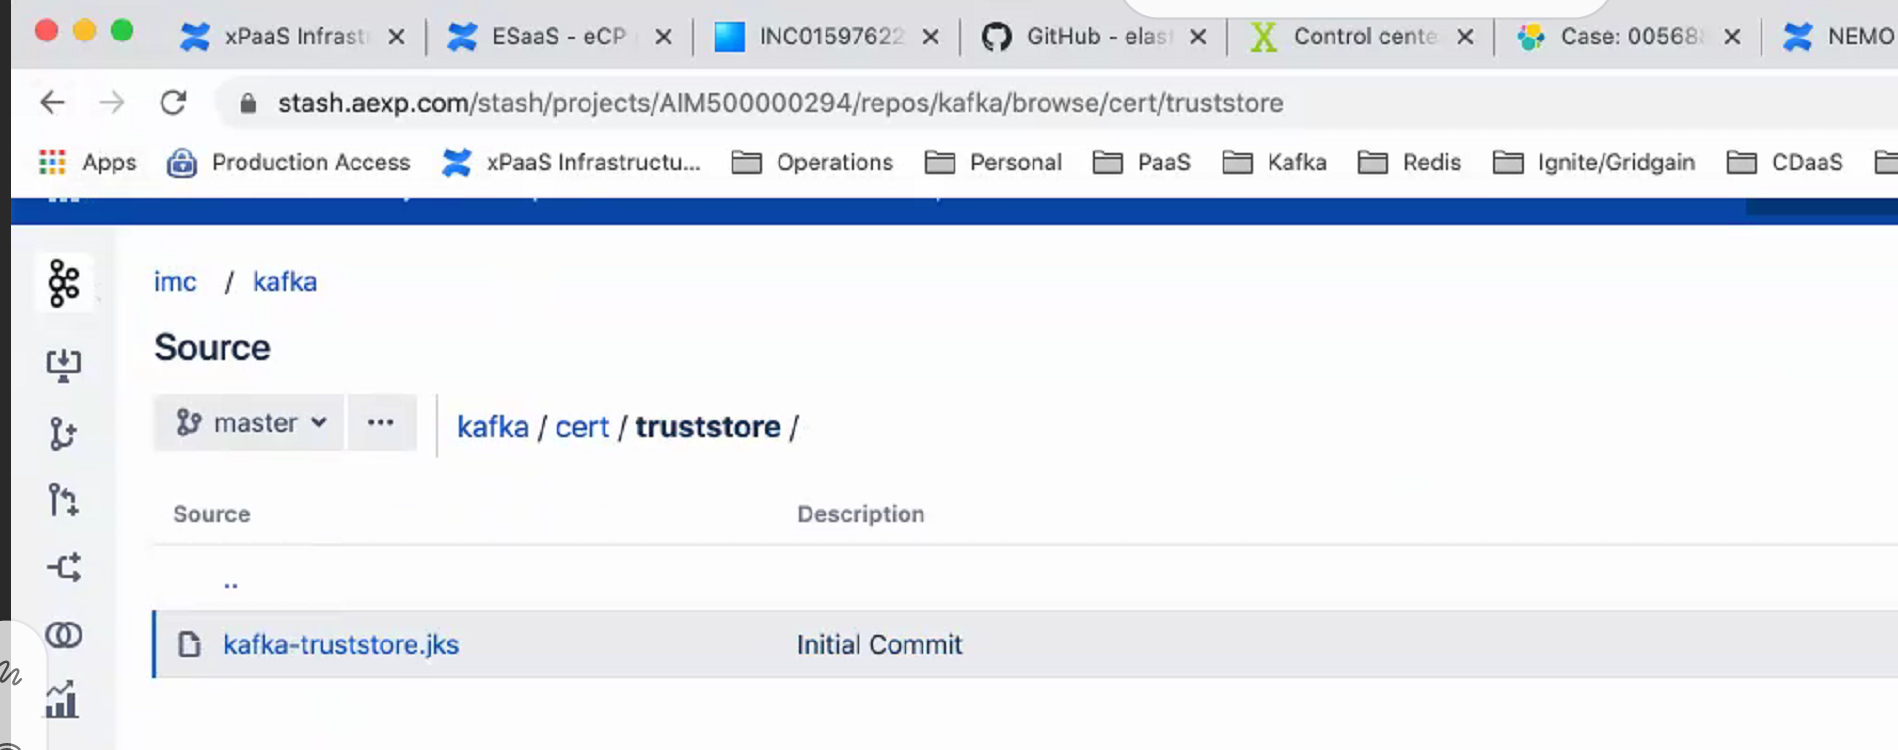 xPaaS Infrast ESaaS - eCP INC01597622 GitHub - elas Control cente Case: 00568 NEMO
stash.aexp.com/stash/projects/AIM500000294/repos/kafka/browse/cert/truststore
Apps Production Access xPaaS Infrastructu... Operations Personal PaaS Kafka Redis Ignite/Gridgain CDaaS
imc / kafka
Source
master ... kafka / cert / truststore /
Source Description
..
kafka-truststore.jks Initial Commit